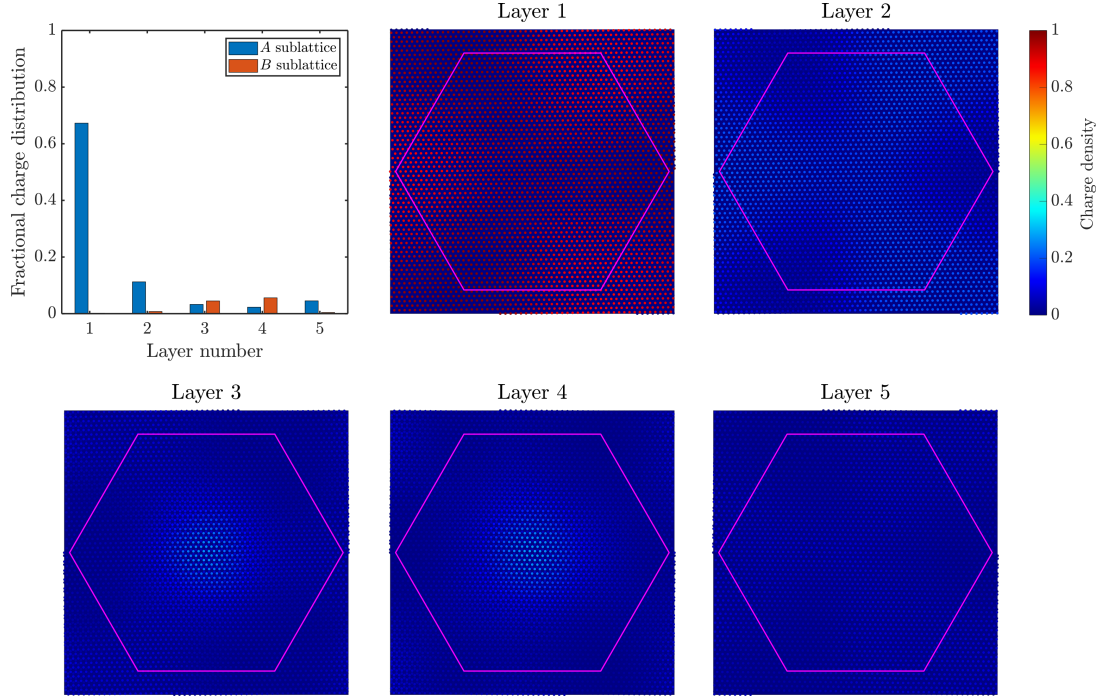 Layer 1
Layer 2
1
0.8
0.6
0.4
0.2
0
Fractional charge distribution
A sublattice
B sublattice
1 2 3 4 5
Layer number
1
0.8
0.6
0.4
0.2
0
Charge density
Layer 3
Layer 4
Layer 5